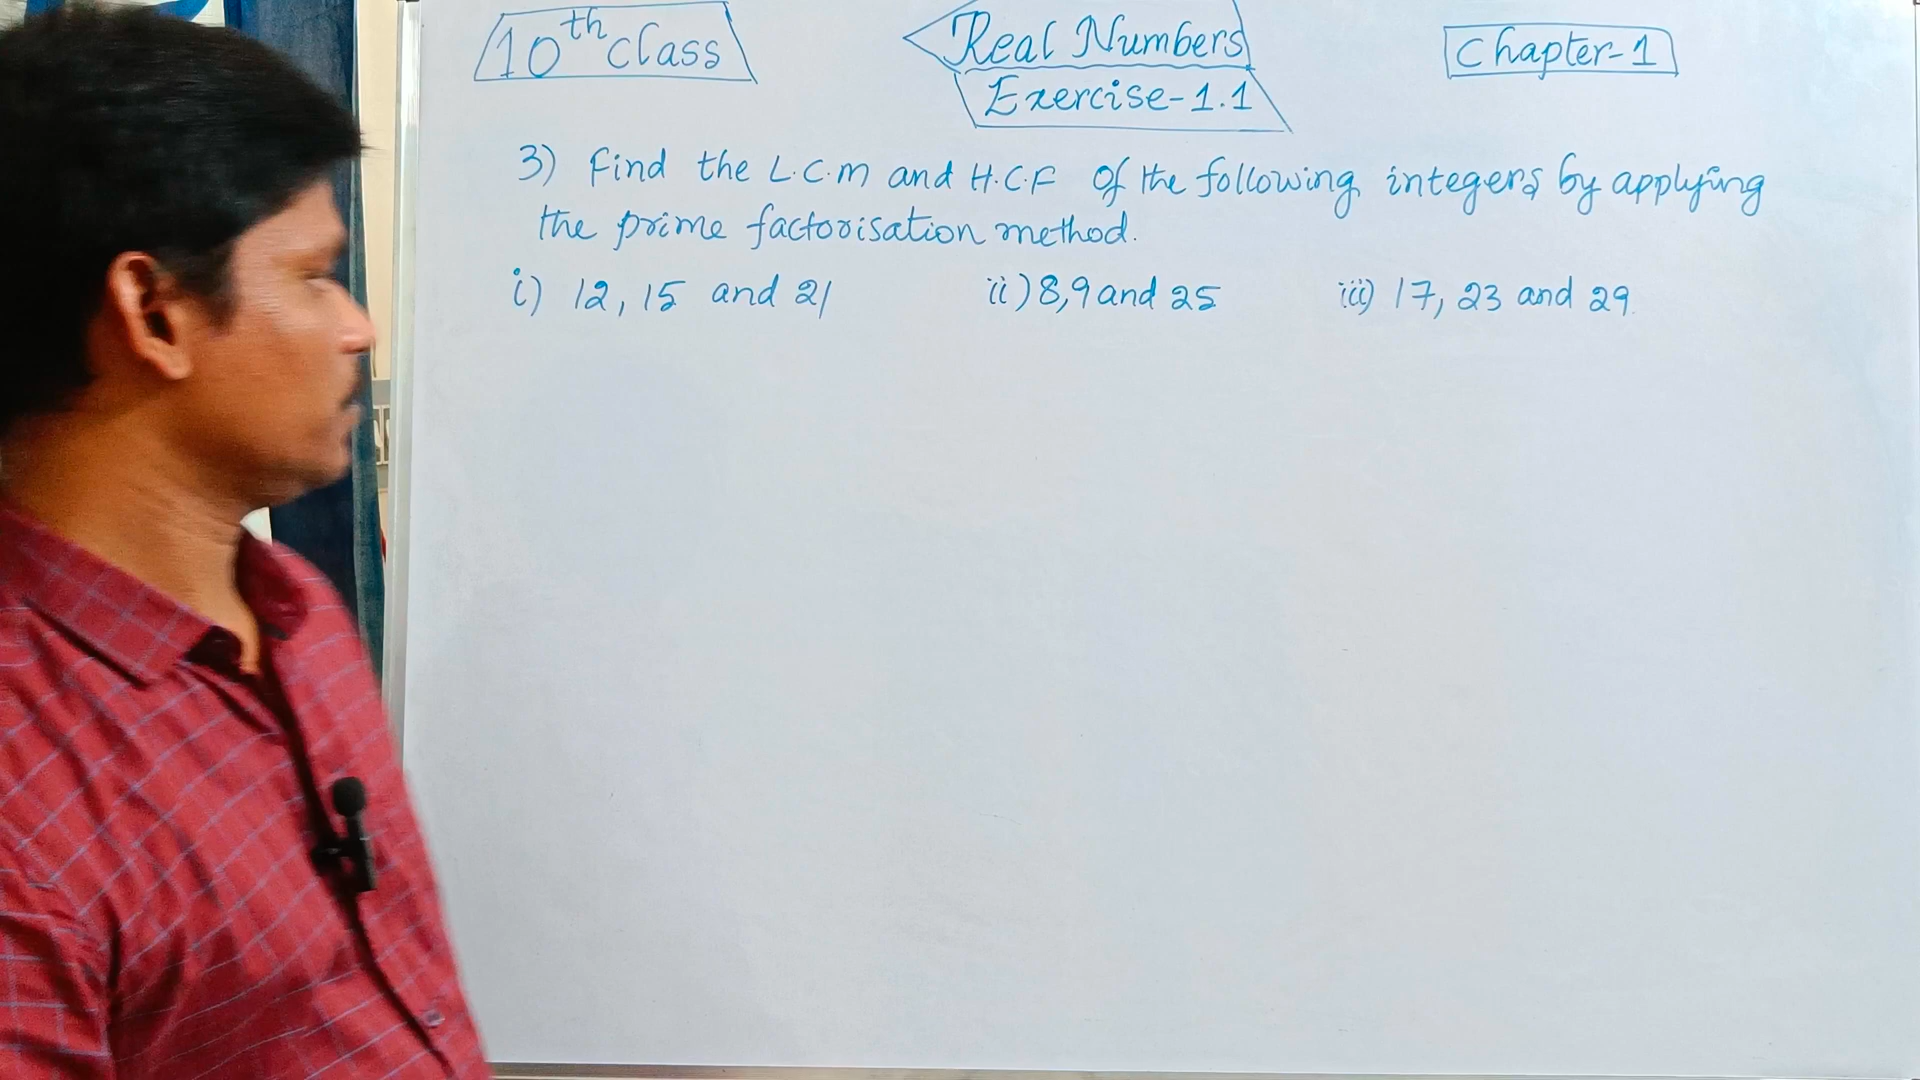 10th class
Real Numbers
Exercise-1.1
Chapter-1
3) Find the L.C.M and H.C.F Of the following integers by applying
the prime factorisation method.
i) 12, 15 and 21 ii) 8,9 and 25 iii) 17, 23 and 29.